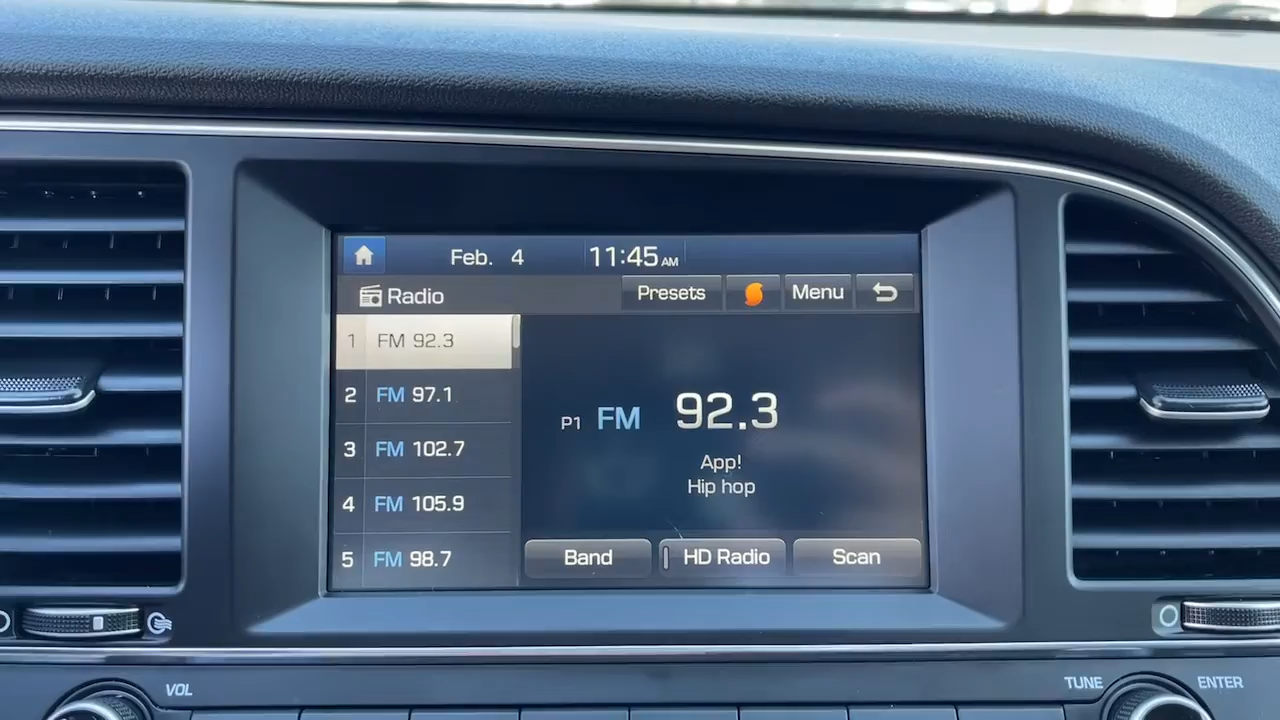 Feb. 4 11:45 AM
Radio Presets Menu
1 FM 92.3
2 FM 97.1
3 FM 102.7
4 FM 105.9
5 FM 98.7
P1 FM 92.3
App!
Hip hop
Band HD Radio Scan
VOL TUNE ENTER